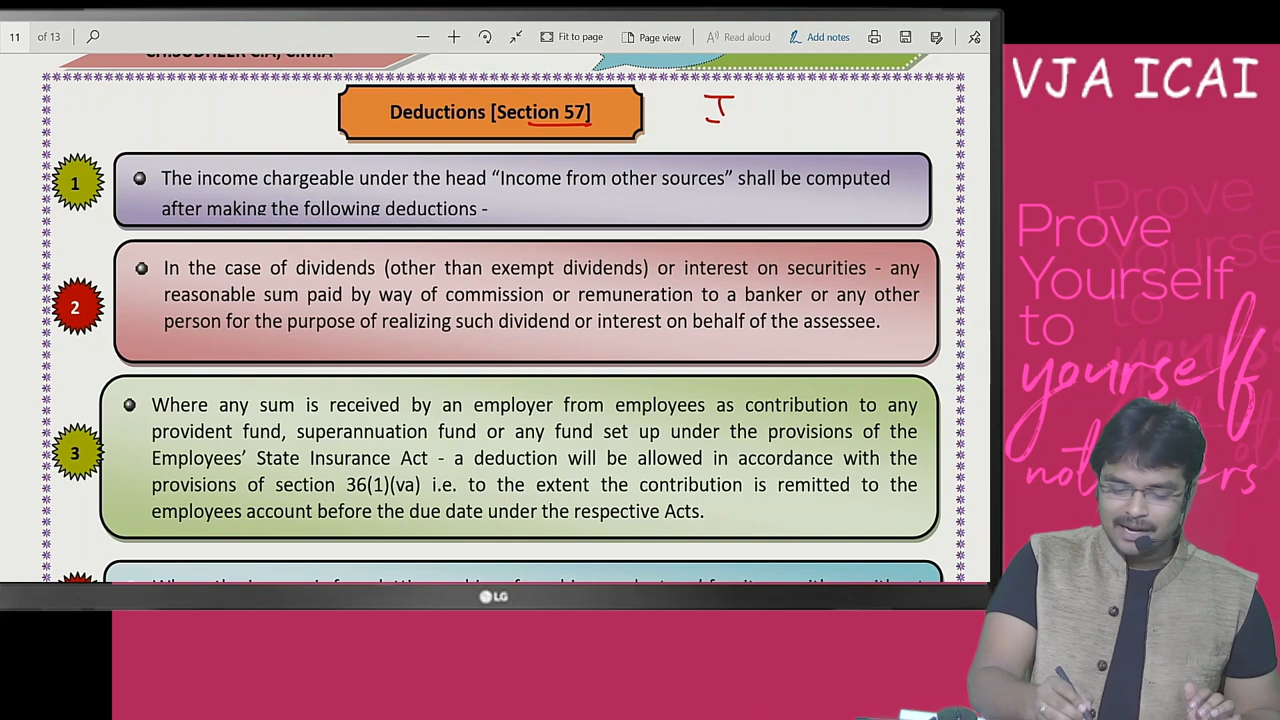 11 of 13 Fit to page Page view Read aloud Add notes
Deductions [Section 57]
1
The income chargeable under the head “Income from other sources” shall be computed
after making the following deductions -
2
In the case of dividends (other than exempt dividends) or interest on securities - any
reasonable sum paid by way of commission or remuneration to a banker or any other
person for the purpose of realizing such dividend or interest on behalf of the assessee.
3
Where any sum is received by an employer from employees as contribution to any
provident fund, superannuation fund or any fund set up under the provisions of the
Employees’ State Insurance Act - a deduction will be allowed in accordance with the
provisions of section 36(1)(va) i.e. to the extent the contribution is remitted to the
employees account before the due date under the respective Acts.
LG
VJA ICAI
Prove
Yourself
to
yourself